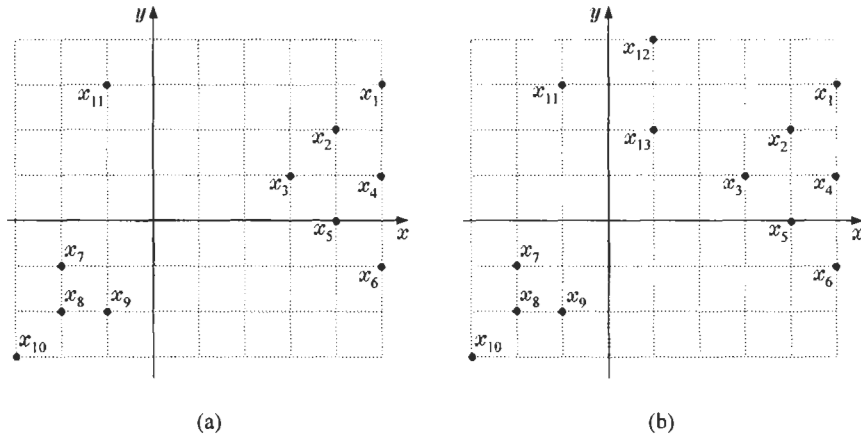 y
x₁₁
x₁
x₂
x₃
x₄
x₅
x
x₇
x₆
x₈
x₉
x₁₀
(a)
y
x₁₂
x₁₁
x₁
x₂
x₁₃
x₃
x₄
x₅
x
x₇
x₆
x₈
x₉
x₁₀
(b)